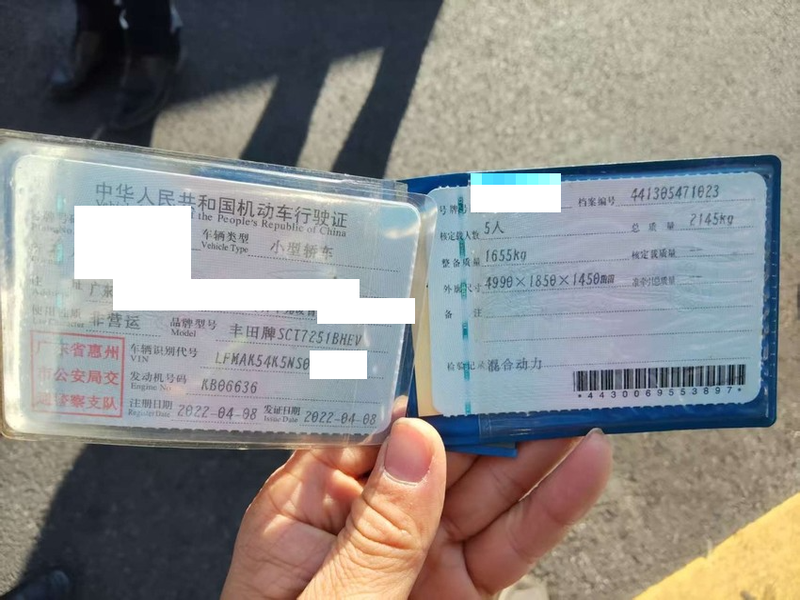 中华人民共和国机动车行驶证
the People's Republic of China
车辆类型 小型轿车
Vehicle Type
使用性质 非营运
品牌型号 丰田牌SCT7251BHEV
Model
车辆识别代号 LFMAK54K5NS0
VIN
发动机号码 KB06636
Engine No.
注册日期 2022-04-08 发证日期 2022-04-08
Register Date Issue Date
广东省惠州
市公安局交
通警察支队
号牌 档案编号 441305471023
核定载人数 5人 总质量 2145kg
整备质量 1655kg 核定载质量 --
外廓尺寸 4990×1850×1450mm 准牵引总质量 --
备注
检验记录 混合动力
*4430069553897*